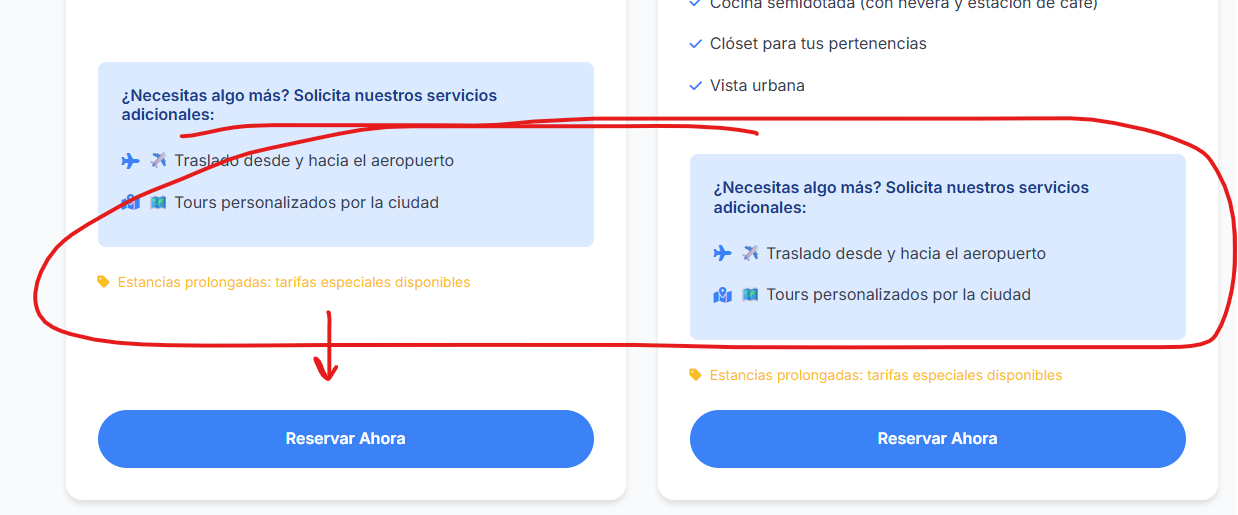 ¿Necesitas algo más? Solicita nuestros servicios
adicionales:
Traslado desde y hacia el aeropuerto
Tours personalizados por la ciudad
Estancias prolongadas: tarifas especiales disponibles
Reservar Ahora
Cocina semidotada (con nevera y estación de café)
Clóset para tus pertenencias
Vista urbana
¿Necesitas algo más? Solicita nuestros servicios
adicionales:
Traslado desde y hacia el aeropuerto
Tours personalizados por la ciudad
Estancias prolongadas: tarifas especiales disponibles
Reservar Ahora